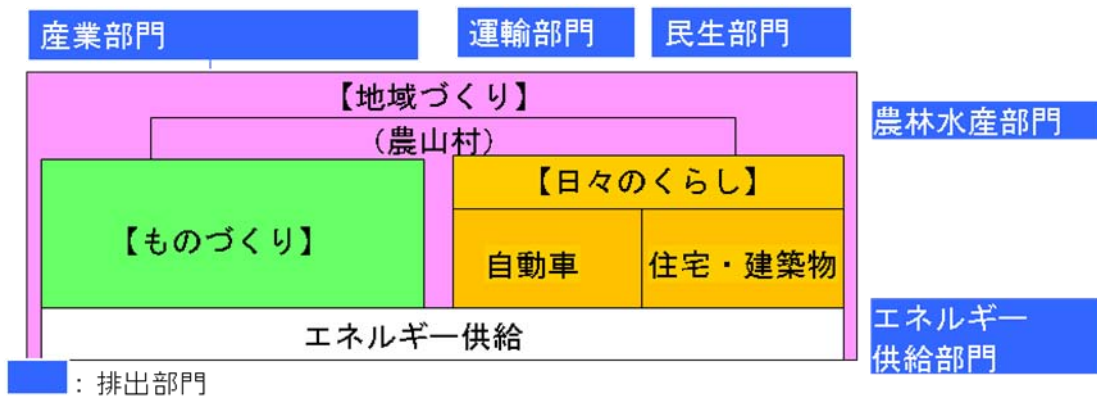 産業部門
運輸部門
民生部門
【地域づくり】
(農山村)
農林水産部門
【日々のくらし】
【ものづくり】
自動車
住宅・建築物
エネルギー供給
エネルギー
供給部門
：排出部門